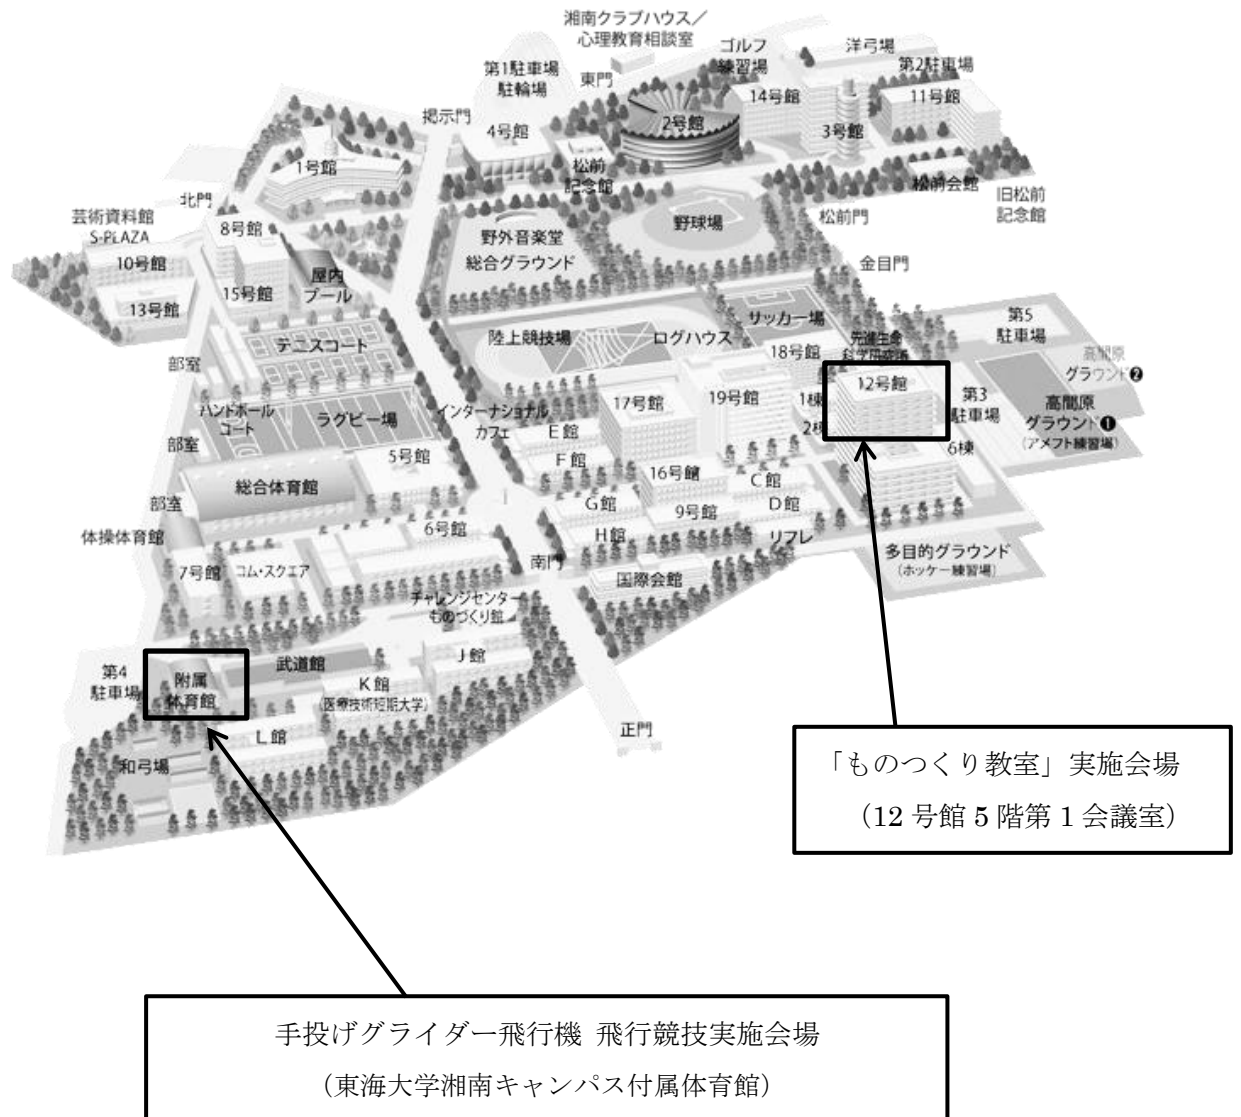 湘南クラブハウス／
心理教育相談室
ゴルフ
練習場
洋弓場
第1駐車場
駐輪場
東門
第2駐車場
掲示門
4号館
2号館
14号館
3号館
11号館
1号館
松前
記念館
松前会館
旧松前
記念館
北門
芸術資料館
S-PLAZA
8号館
野外音楽堂
総合グラウンド
野球場
松前門
金目門
10号館
屋内
プール
15号館
13号館
テニスコート
陸上競技場
ログハウス
サッカー場
第5
駐車場
18号館
先進生命
科学研究所
高間原
グラウンド❷
部室
ハンドボール
コート
ラグビー場
インターナショナル
カフェ
17号館
19号館
1棟
2棟
12号館
第3
駐車場
高間原
グラウンド❶
(アメフト練習場)
6棟
部室
5号館
E館
F館
総合体育館
16号館
C館
部室
G館
9号館
D館
体操体育館
6号館
H館
リフレ
多目的グラウンド
(ホッケー練習場)
7号館
コム・スクエア
南門
国際会館
チャレンジセンター
ものづくり館
J館
第4
駐車場
附属
体育館
武道館
K館
(医療技術短期大学)
L館
和弓場
正門
「ものつくり教室」実施会場
（12 号館 5 階第 1 会議室）
手投げグライダー飛行機 飛行競技実施会場
（東海大学湘南キャンパス付属体育館）